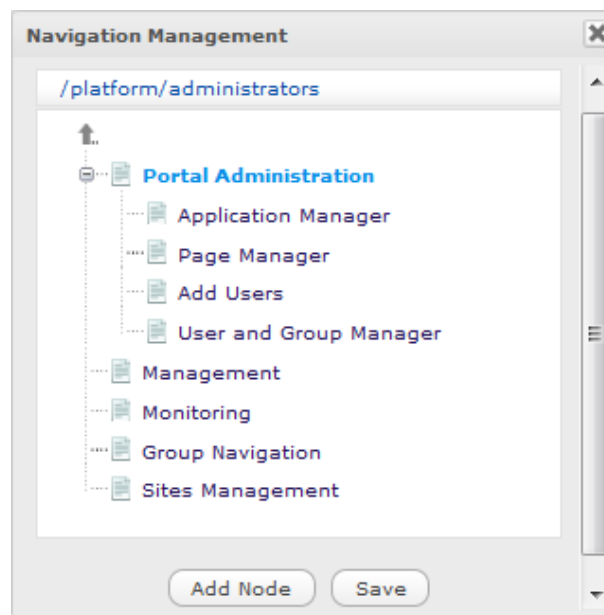 Navigation Management
/platform/administrators
Portal Administration
Application Manager
Page Manager
Add Users
User and Group Manager
Management
Monitoring
Group Navigation
Sites Management
Add Node Save